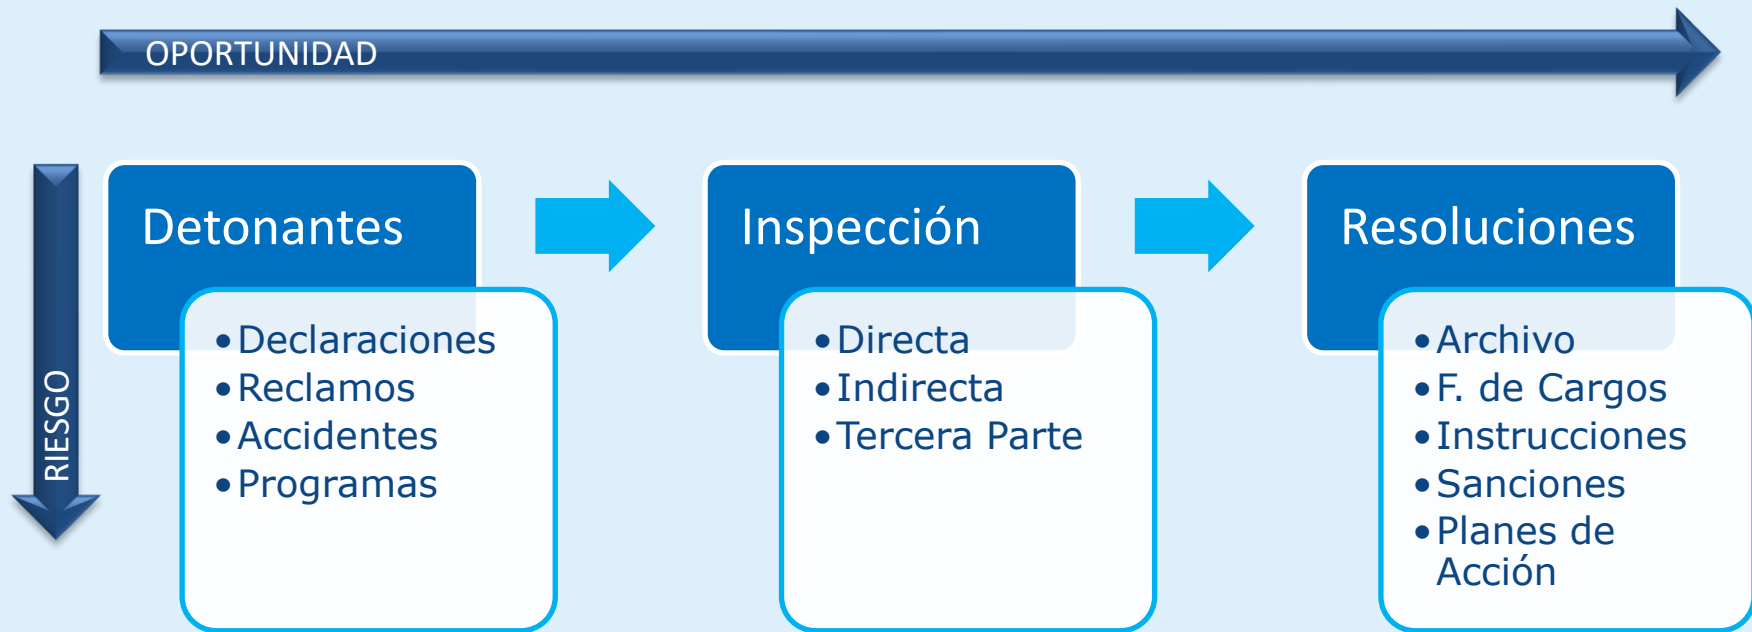 OPORTUNIDAD
RIESGO
Detonantes
•Declaraciones
•Reclamos
•Accidentes
•Programas
Inspección
•Directa
•Indirecta
•Tercera Parte
Resoluciones
•Archivo
•F. de Cargos
•Instrucciones
•Sanciones
•Planes de
Acción